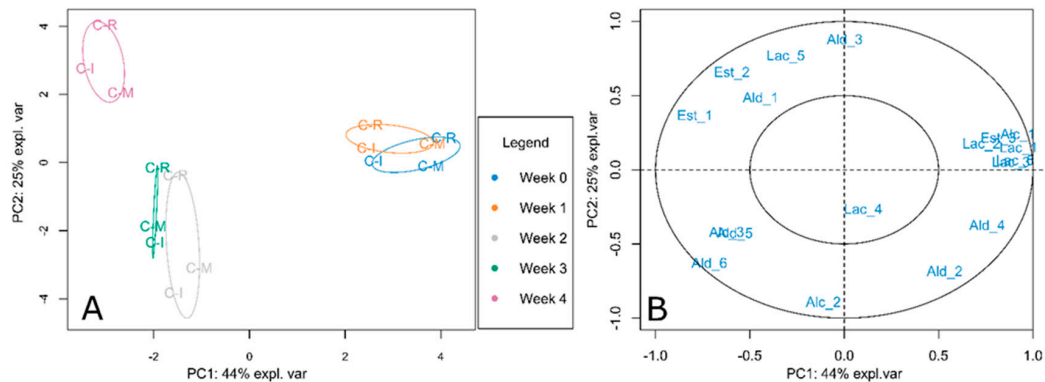 4
2
0
-2
-4
PC2: 25% expl. var
C-R
C-I
C-M
C-R
C-M
C-I
C-R
C-M
C-I
C-R
C-I
C-M
C-R
C-I
C-M
A
-2
0
2
4
PC1: 44% expl. var
Legend
Week 0
Week 1
Week 2
Week 3
Week 4
1.0
0.5
0.0
-0.5
-1.0
PC2: 25% expl.var
Ald_3
Lac_5
Est_2
Ald_1
Est_1
Alc_1
Lac_2
Lac_4
Ald_4
Ald_6
Ald_2
Alc_2
B
-1.0
-0.5
0.0
0.5
1.0
PC1: 44% expl.var